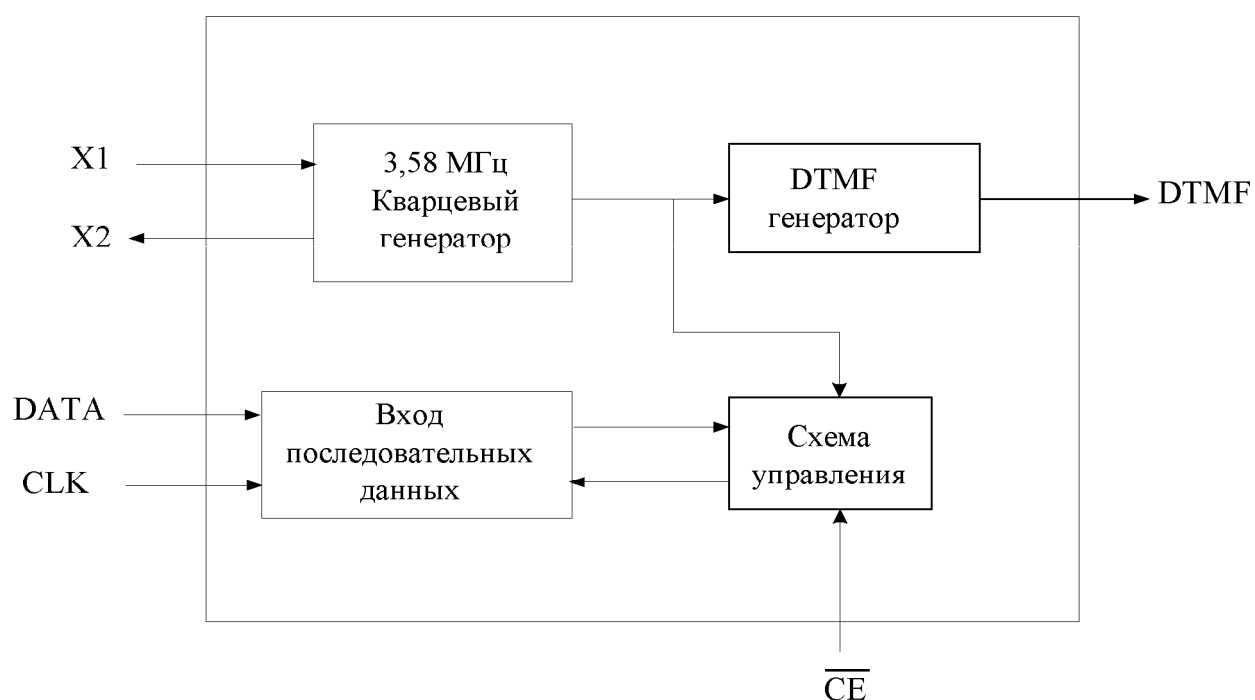 X1
X2
3,58 МГц
Кварцевый
генератор
DTMF
генератор
DTMF
DATA
CLK
Вход
последовательных
данных
Схема
управления
CE